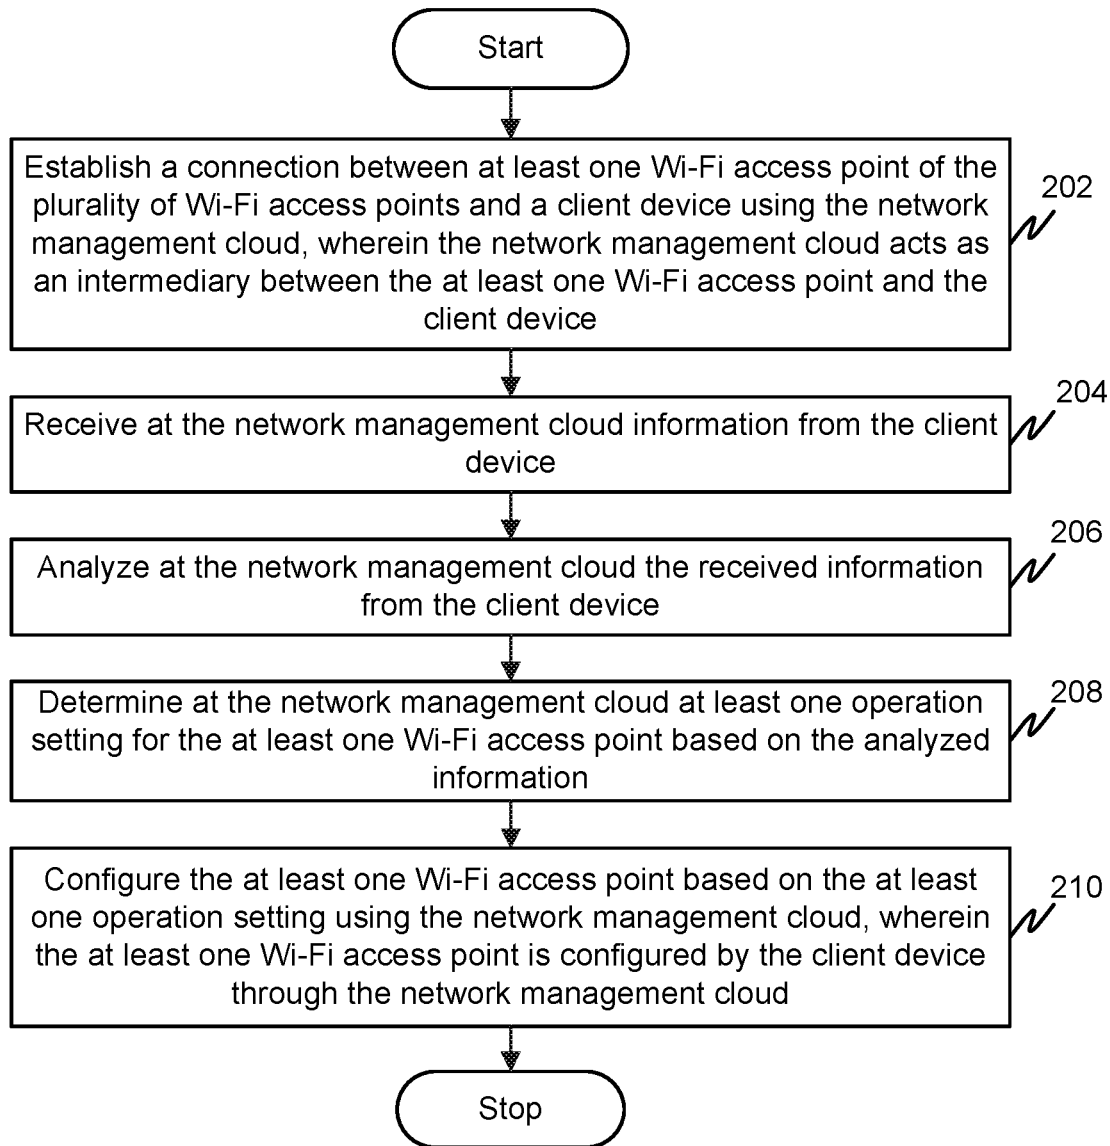 Start
Establish a connection between at least one Wi-Fi access point of the
plurality of Wi-Fi access points and a client device using the network
management cloud, wherein the network management cloud acts as
an intermediary between the at least one Wi-Fi access point and the
client device
202
Receive at the network management cloud information from the client
device
204
Analyze at the network management cloud the received information
from the client device
206
Determine at the network management cloud at least one operation
setting for the at least one Wi-Fi access point based on the analyzed
information
208
Configure the at least one Wi-Fi access point based on the at least
one operation setting using the network management cloud, wherein
the at least one Wi-Fi access point is configured by the client device
through the network management cloud
210
Stop